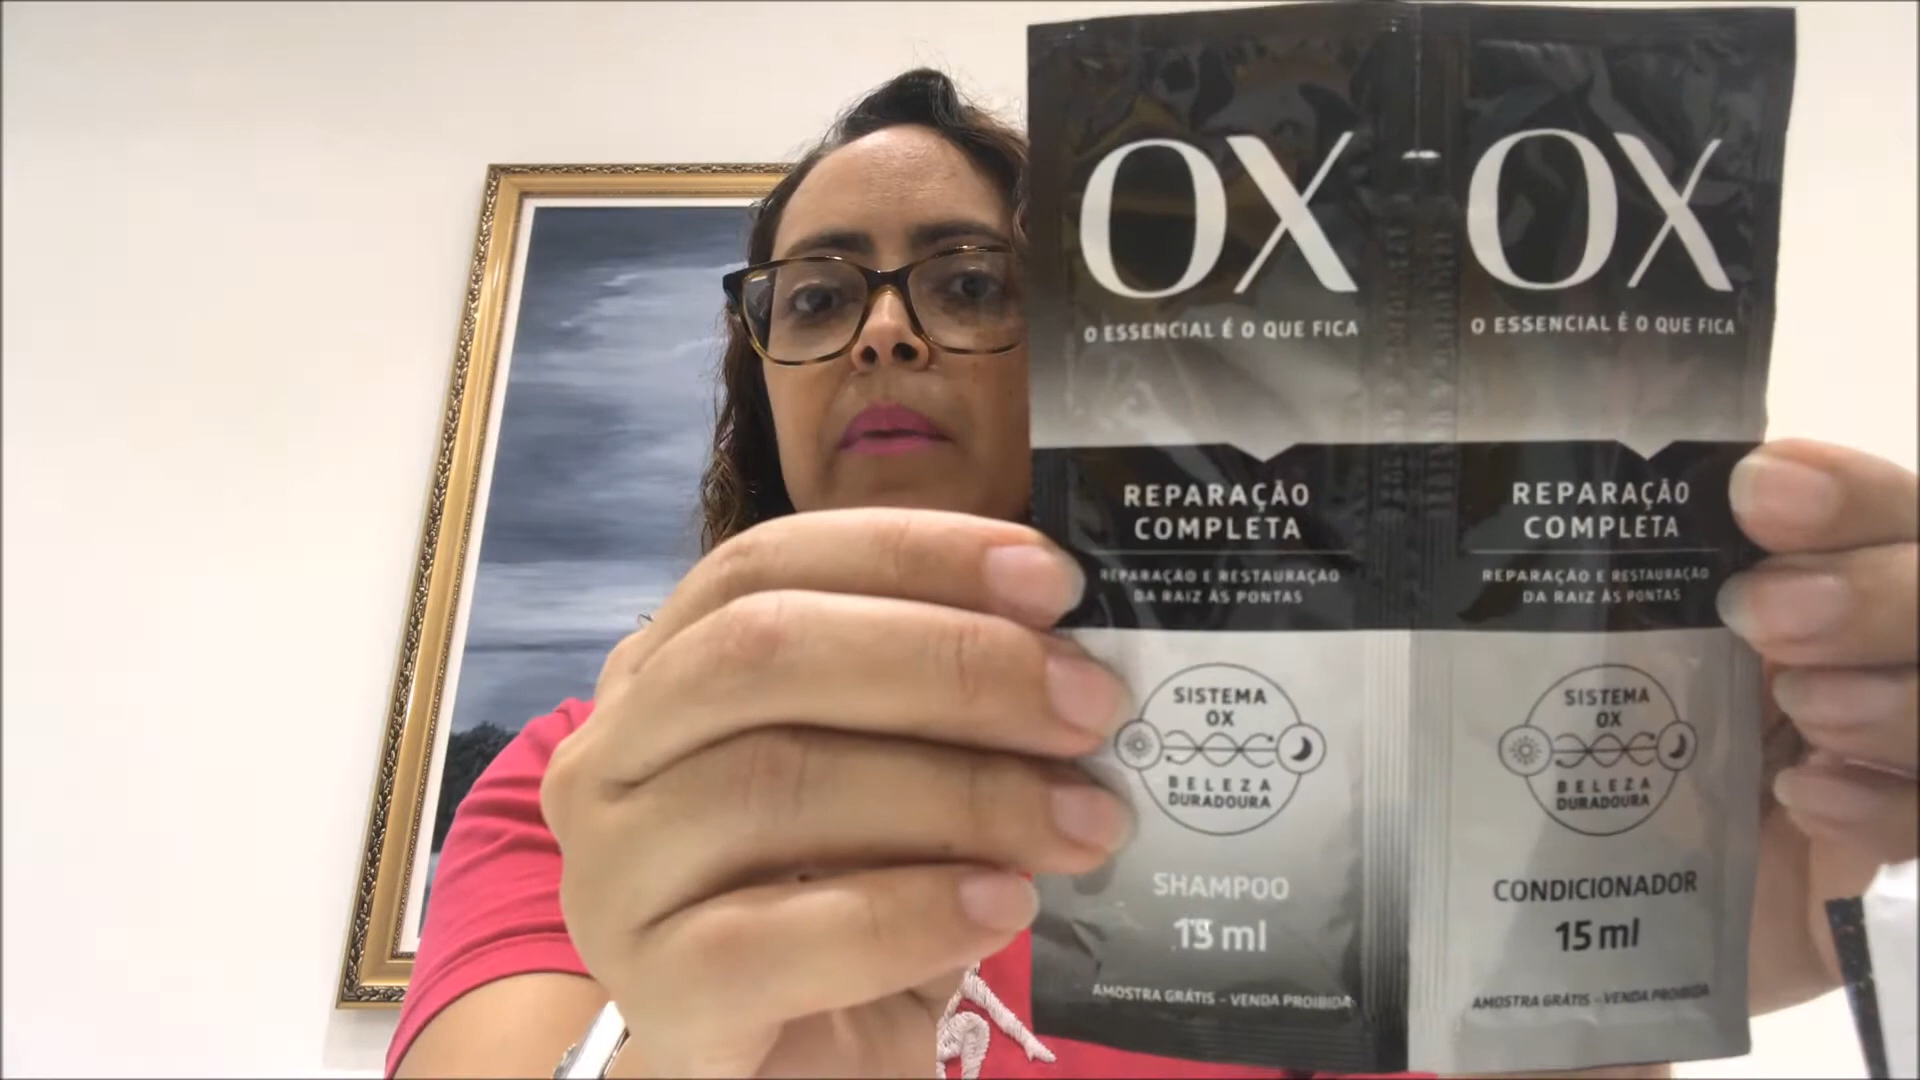 OX
O ESSENCIAL É O QUE FICA
REPARAÇÃO
COMPLETA
REPARAÇÃO E RESTAURAÇÃO
DA RAIZ ÀS PONTAS
SISTEMA
OX
BELEZA
DURADOURA
SHAMPOO
15 ml
AMOSTRA GRÁTIS - VENDA PROIBIDA
OX
O ESSENCIAL É O QUE FICA
REPARAÇÃO
COMPLETA
REPARAÇÃO E RESTAURAÇÃO
DA RAIZ ÀS PONTAS
SISTEMA
OX
BELEZA
DURADOURA
CONDICIONADOR
15 ml
AMOSTRA GRÁTIS - VENDA PROIBIDA